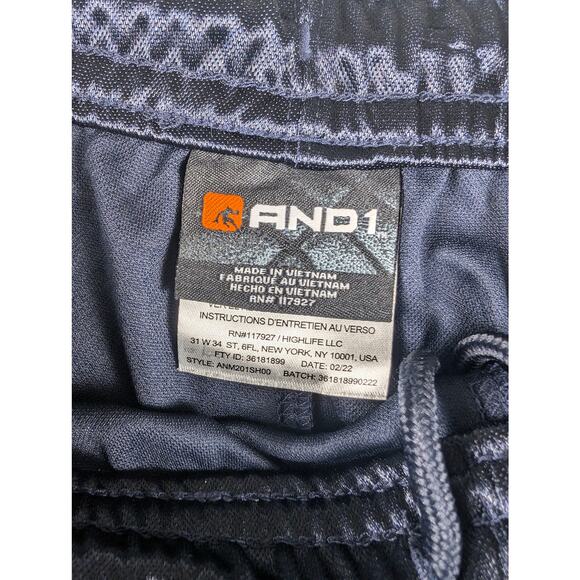 AND1
TM
MADE IN VIETNAM
FABRIQUÉ AU VIETNAM
HECHO EN VIETNAM
RN# 117927
INSTRUCTIONS D'ENTRETIEN AU VERSO
RN#117927 / HIGHLIFE LLC
31 W 34 ST, 6FL, NEW YORK, NY 10001, USA
FTY ID: 36181899 DATE: 02/22
STYLE: ANM201SH00 BATCH: 361818990222